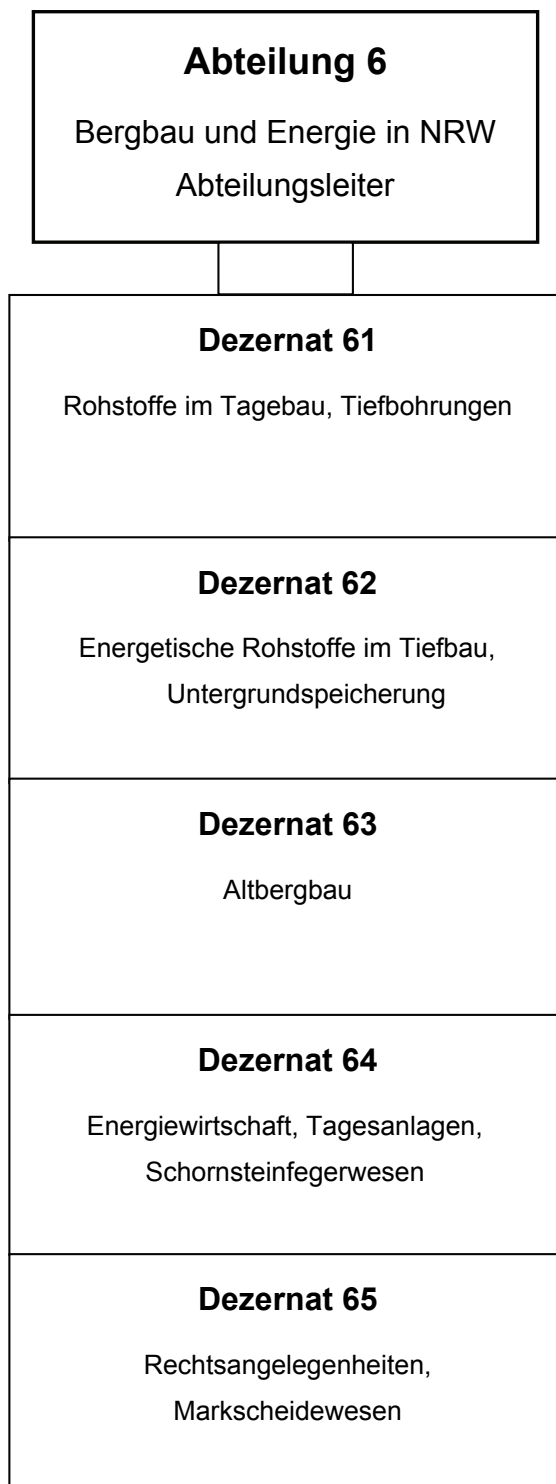 Abteilung 6
Bergbau und Energie in NRW
Abteilungsleiter
Dezernat 61
Rohstoffe im Tagebau, Tiefbohrungen
Dezernat 62
Energetische Rohstoffe im Tiefbau,
Untergrundspeicherung
Dezernat 63
Altbergbau
Dezernat 64
Energiewirtschaft, Tagesanlagen,
Schornsteinfegerwesen
Dezernat 65
Rechtsangelegenheiten,
Markscheidewesen